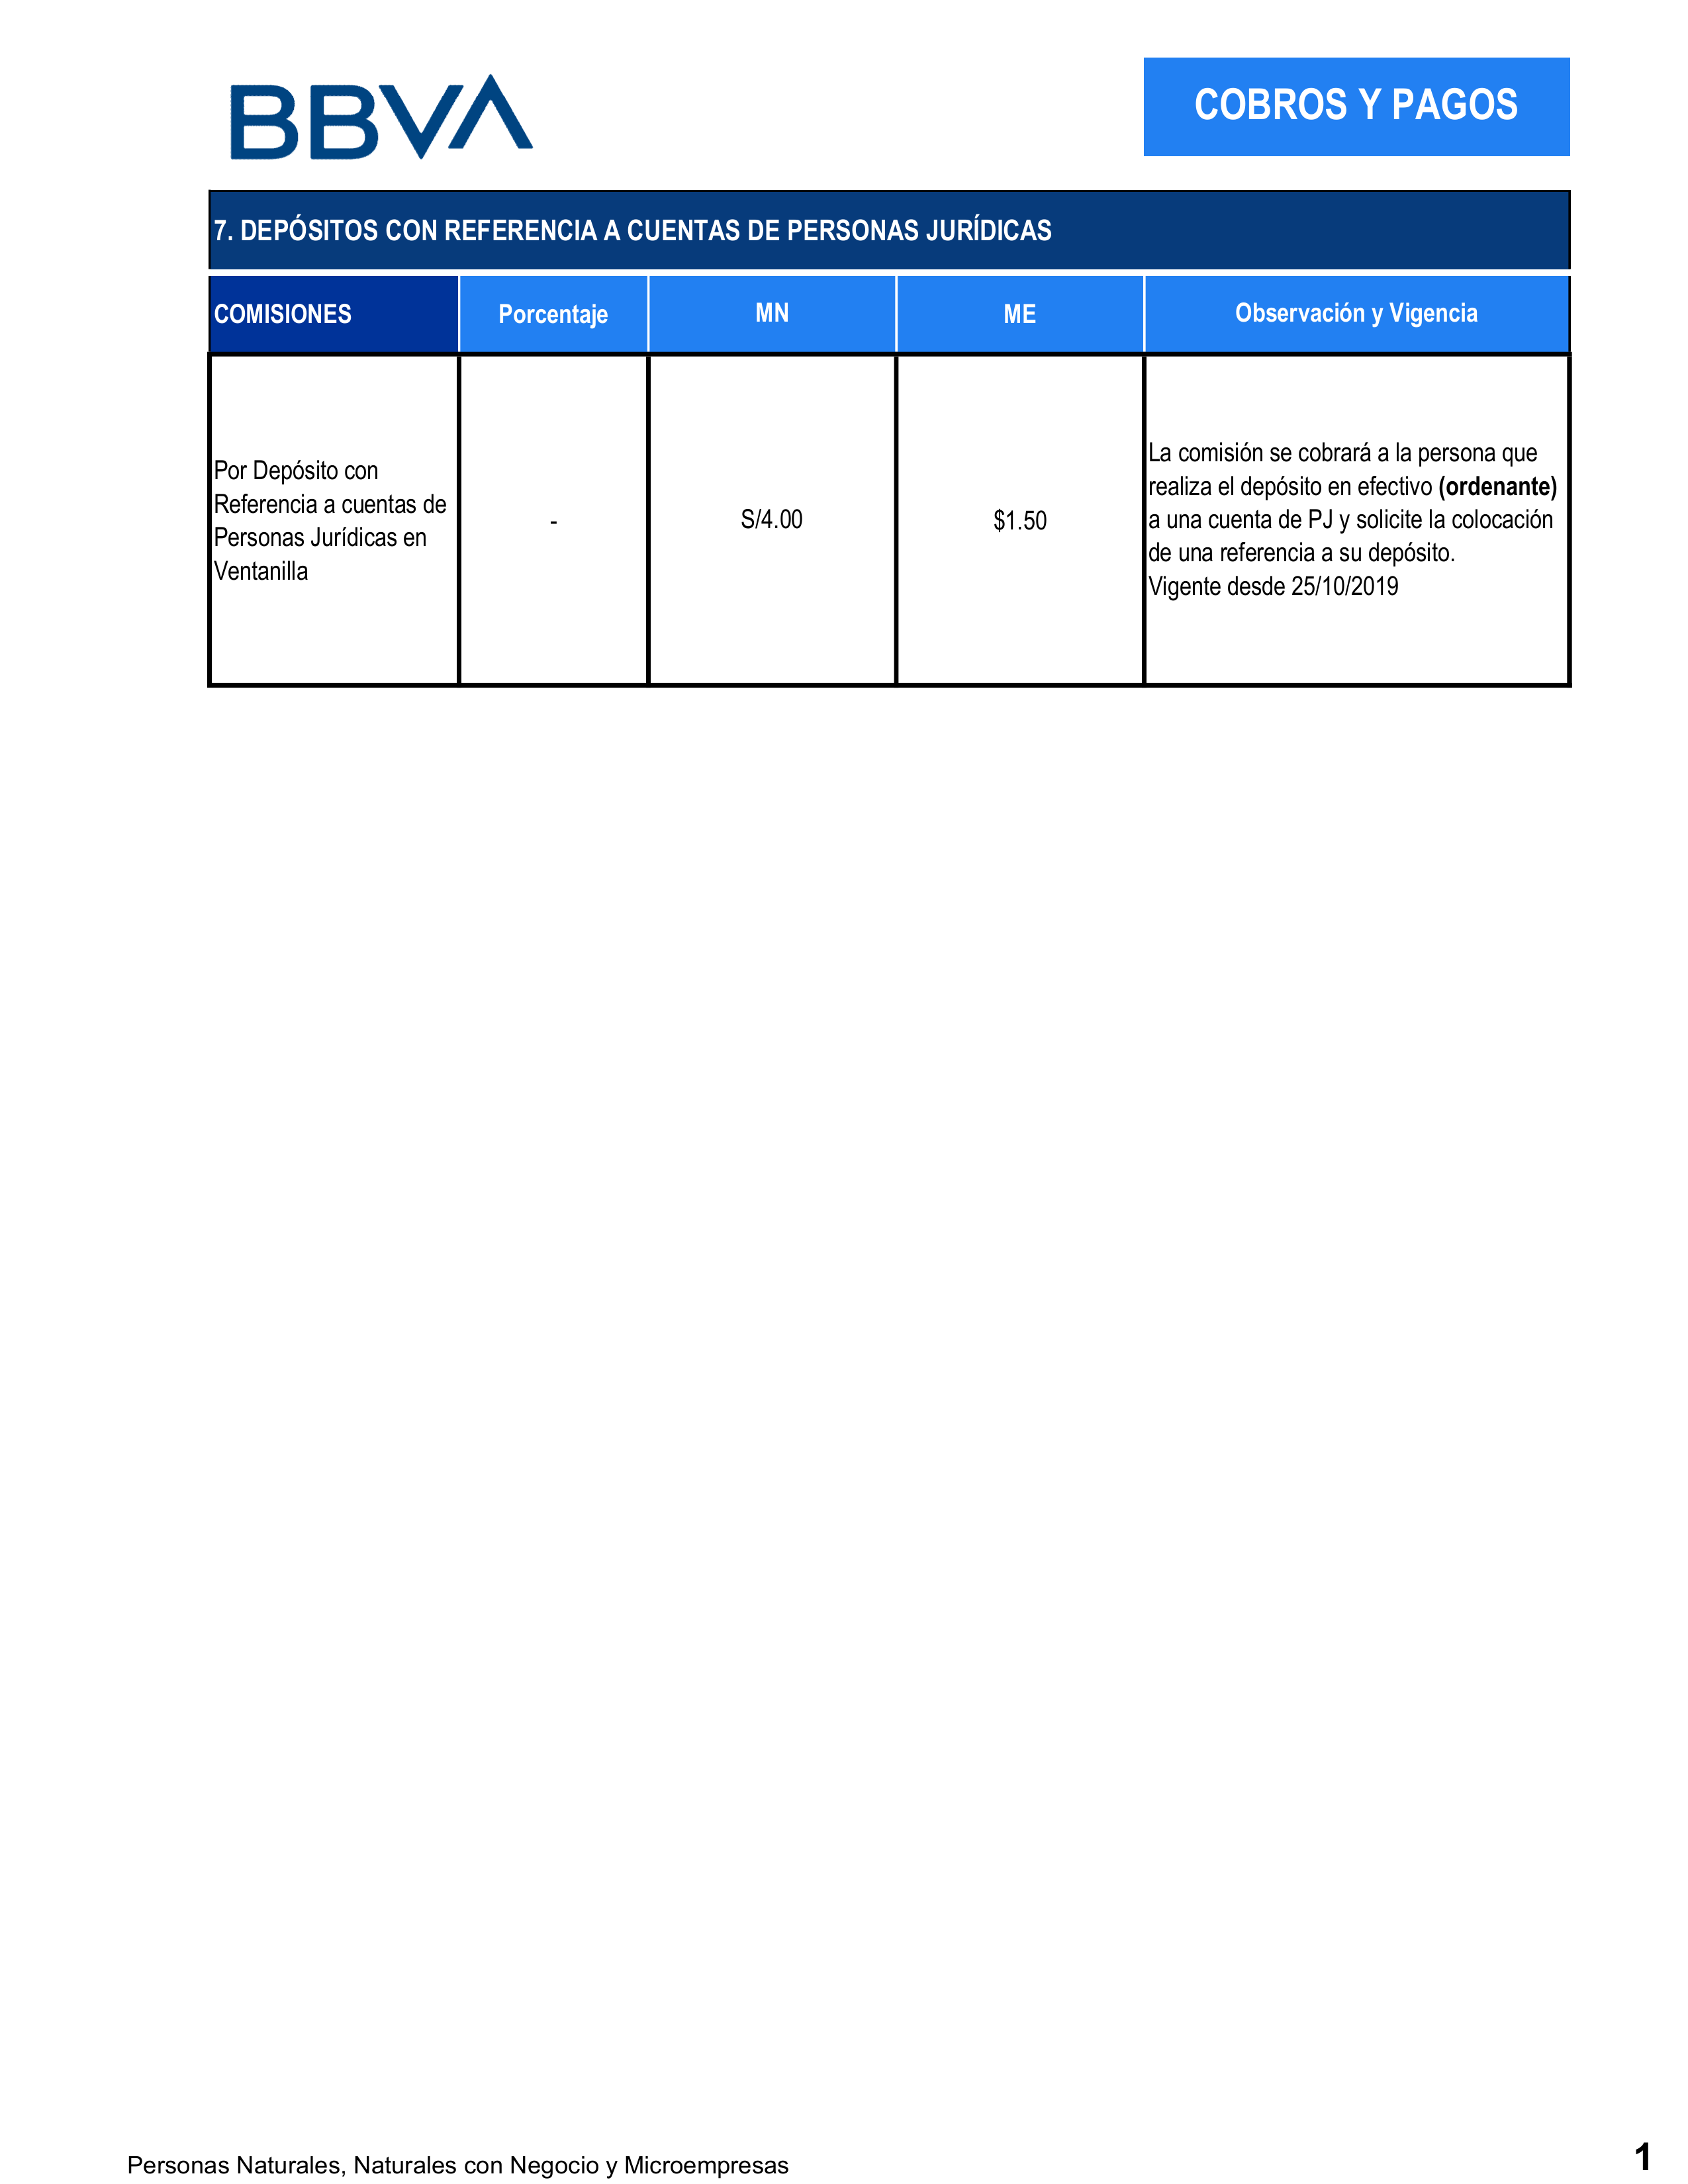 BBVA
COBROS Y PAGOS
7. DEPÓSITOS CON REFERENCIA A CUENTAS DE PERSONAS JURÍDICAS
COMISIONES
Porcentaje
MN
ME
Observación y Vigencia
Por Depósito con
Referencia a cuentas de
Personas Jurídicas en
Ventanilla
-
S/4.00
$1.50
La comisión se cobrará a la persona que
realiza el depósito en efectivo (ordenante)
a una cuenta de PJ y solicite la colocación
de una referencia a su depósito.
Vigente desde 25/10/2019
Personas Naturales, Naturales con Negocio y Microempresas
1